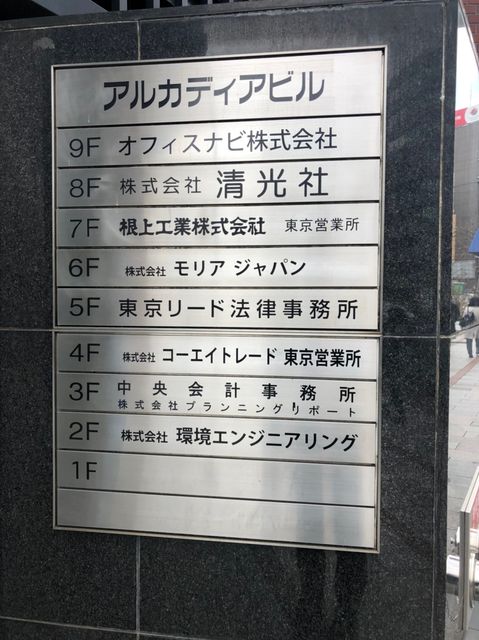 アルカディアビル
9F オフィスナビ株式会社
8F 株式会社 清光社
7F 根上工業株式会社 東京営業所
6F 株式会社 モリア ジャパン
5F 東京リード法律事務所
4F 株式会社 コーエイトレード 東京営業所
3F 中央会計事務所
株式会社プランニングリポート
2F 株式会社 環境エンジニアリング
1F